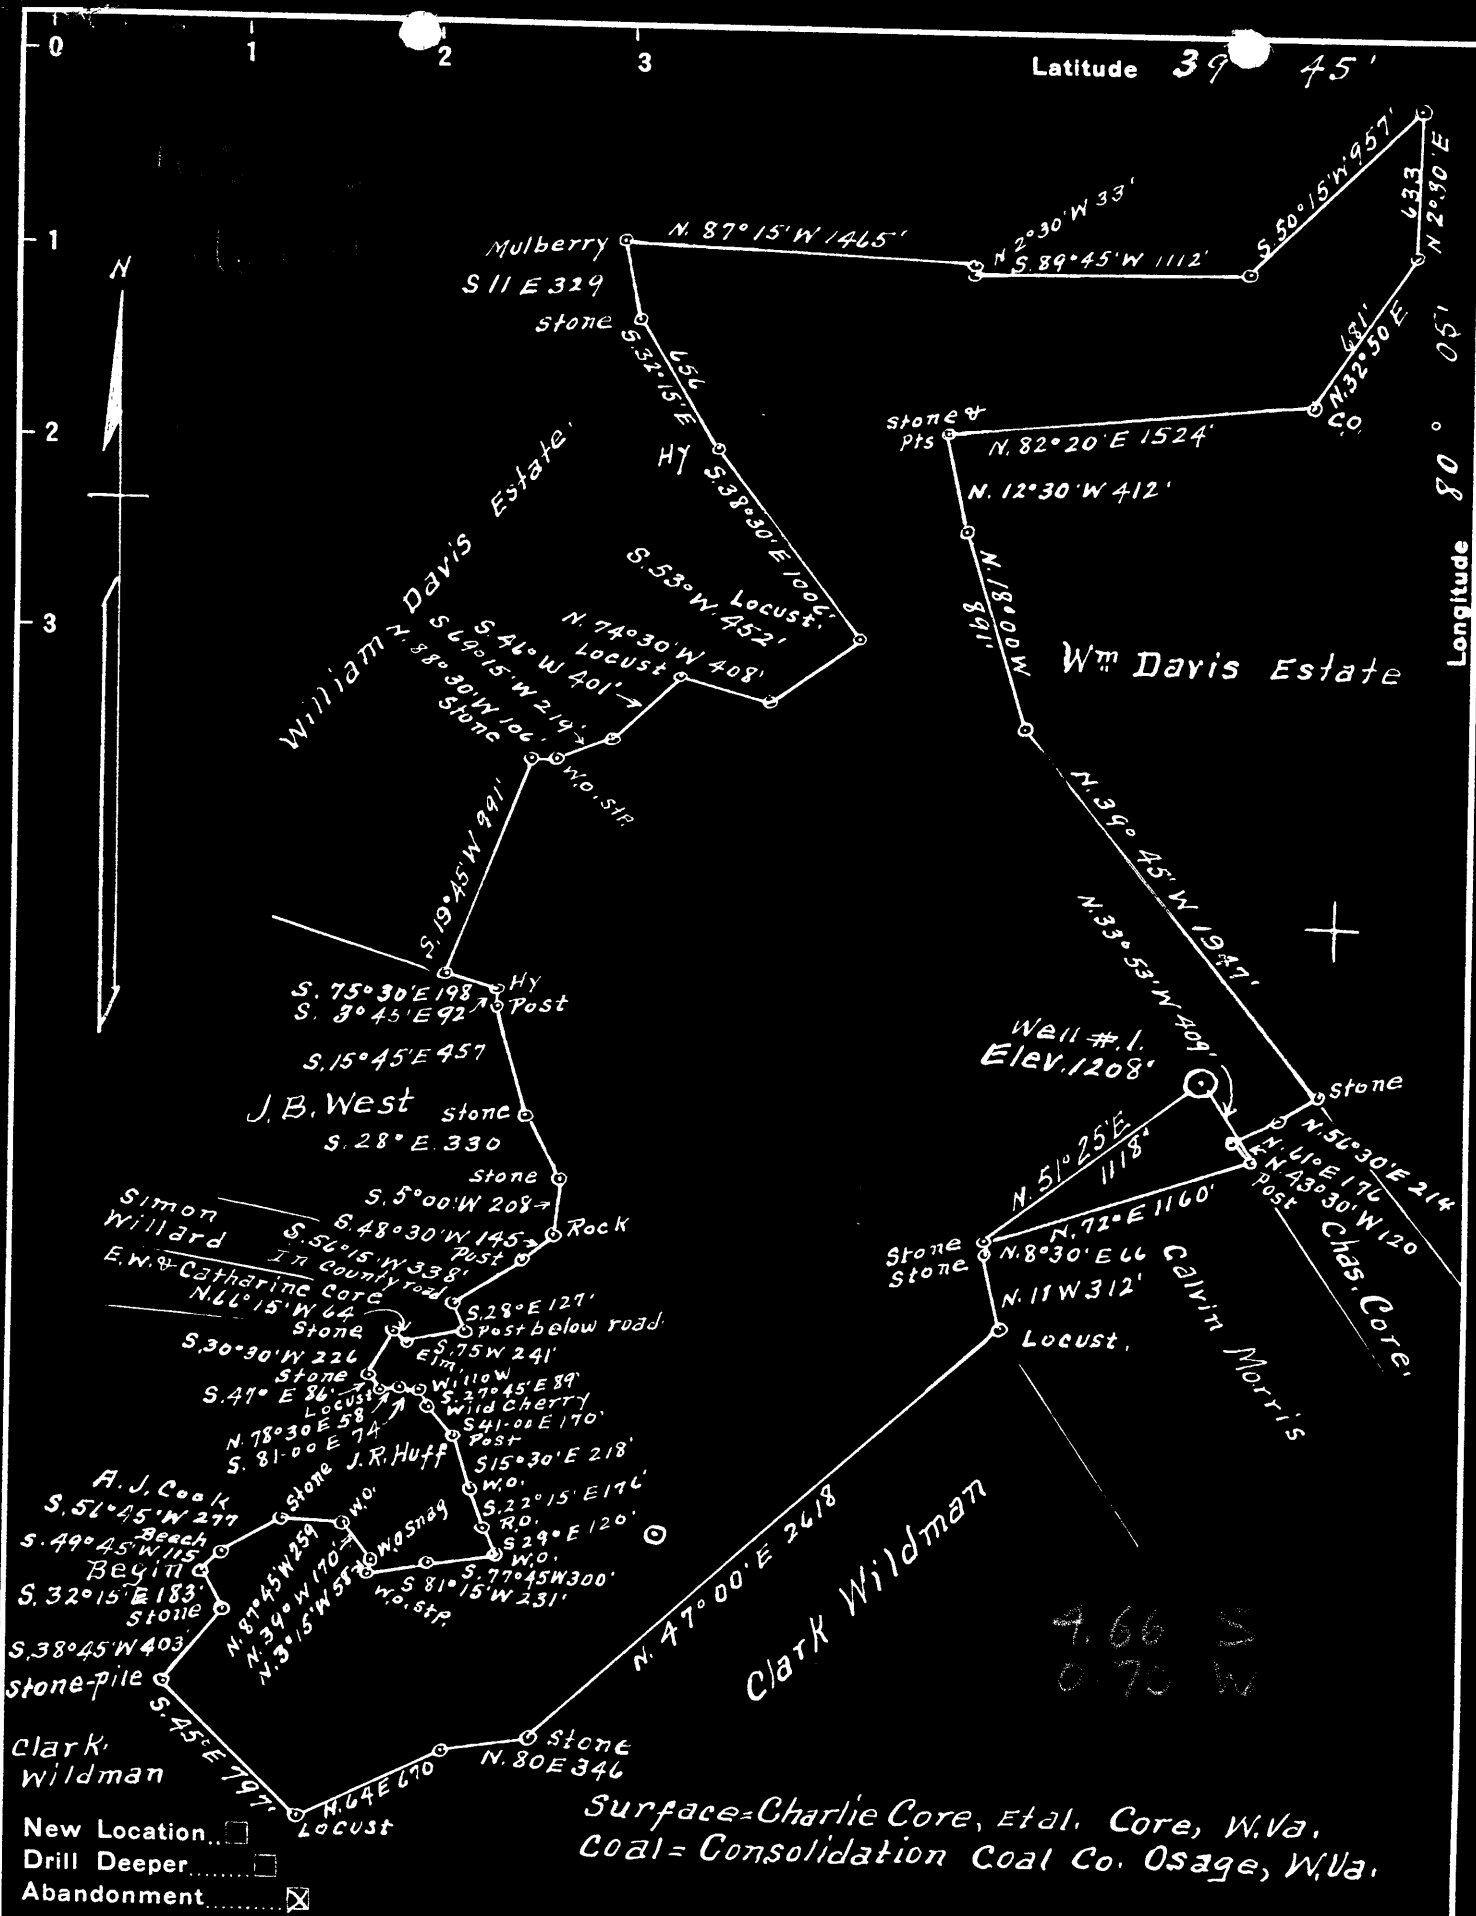 0
1
2
3
Latitude 39 45'
1
2
3
N
Longitude 80° 05'
S. 50°15'W 957'
633
N 2°30'E
681'
N. 32°50 E
C.O.
N. 2°30'W 33'
S. 89°45'W 1112'
N. 87°15'W 1465'
Mulberry
S 11 E 329
Stone
656
S. 32°15'E
HY
S. 38°30'E 1006'
Stone &
Pts
N. 82°20'E 1524'
N. 12°30'W 412'
N. 18°00 W
891'
Wm Davis Estate
William Davis Estate.
Locust.
S. 53° W. 452'
N. 74°30'W 408'
Locust
S. 46° W 401'
S 69°15'W 219'
N. 88°30'W 106'
Stone
W.O. Stp.
S. 19°45'W 991'
N. 39°45'W 1947'
N. 33°53'W 409'
Well #.1.
Elev. 1208'
Stone
N. 56°30'E 214
N. 61°E 176
N. 43°30'W 120
Post
Chas. Core.
Calvin Morris
N. 51°25'E
1118'
N. 72°E 1160'
Stone
Stone
N. 8°30'E 66
N. 11 W 312'
Locust.
S. 75°30'E 198
Hy
S. 3°45'E 92
Post
S. 15°45'E 457
J. B. West
Stone
S. 28° E. 330
Stone
S. 5°00'W 208
Rock
S. 48°30'W 145
Post
S. 56°15'W 338'
In County road
Simon
Willard
E. W. & Catharine Core
N. 66°15'W 64
S. 28°E 127'
Post below road.
Stone
S. 75 W 241'
Elm.
S. 30°30'W 226
Stone
S. 47° E 86'
Locust
Willow
S. 27°45'E 89'
N. 78°30 E 58
Wild Cherry
S. 81-00 E 74
S 41-00 E 170'
Post
J. R. Huff
S 15°30'E 218'
W.O.
S. 22°15'E 176'
R.O.
S 29°E 120'
W.O.
S. 77°45 W 300'
S 81°15'W 231'
W.O. Stp.
W.O. Snag
N. 3°15'W 58'
N. 39° W 170'
W.O.
N. 87°45'W 259
Stone
A. J. Cook
S. 56°45'W 277
Beach
S. 49°45'W 115
Begin
S. 32°15'E 183'
Stone
S. 38°45'W 403'
Stone-pile
S. 45°E 797'
Clark
Wildman
Locust
N. 64 E 670
N. 80 E 346
Stone
N. 47°00'E 2618
Clark Wildman
4.66 S
0.70 W
Surface=Charlie Core, Etal. Core, W.Va.
Coal = Consolidation Coal Co. Osage, W.Va.
New Location..☐
Drill Deeper......☐
Abandonment.........☒